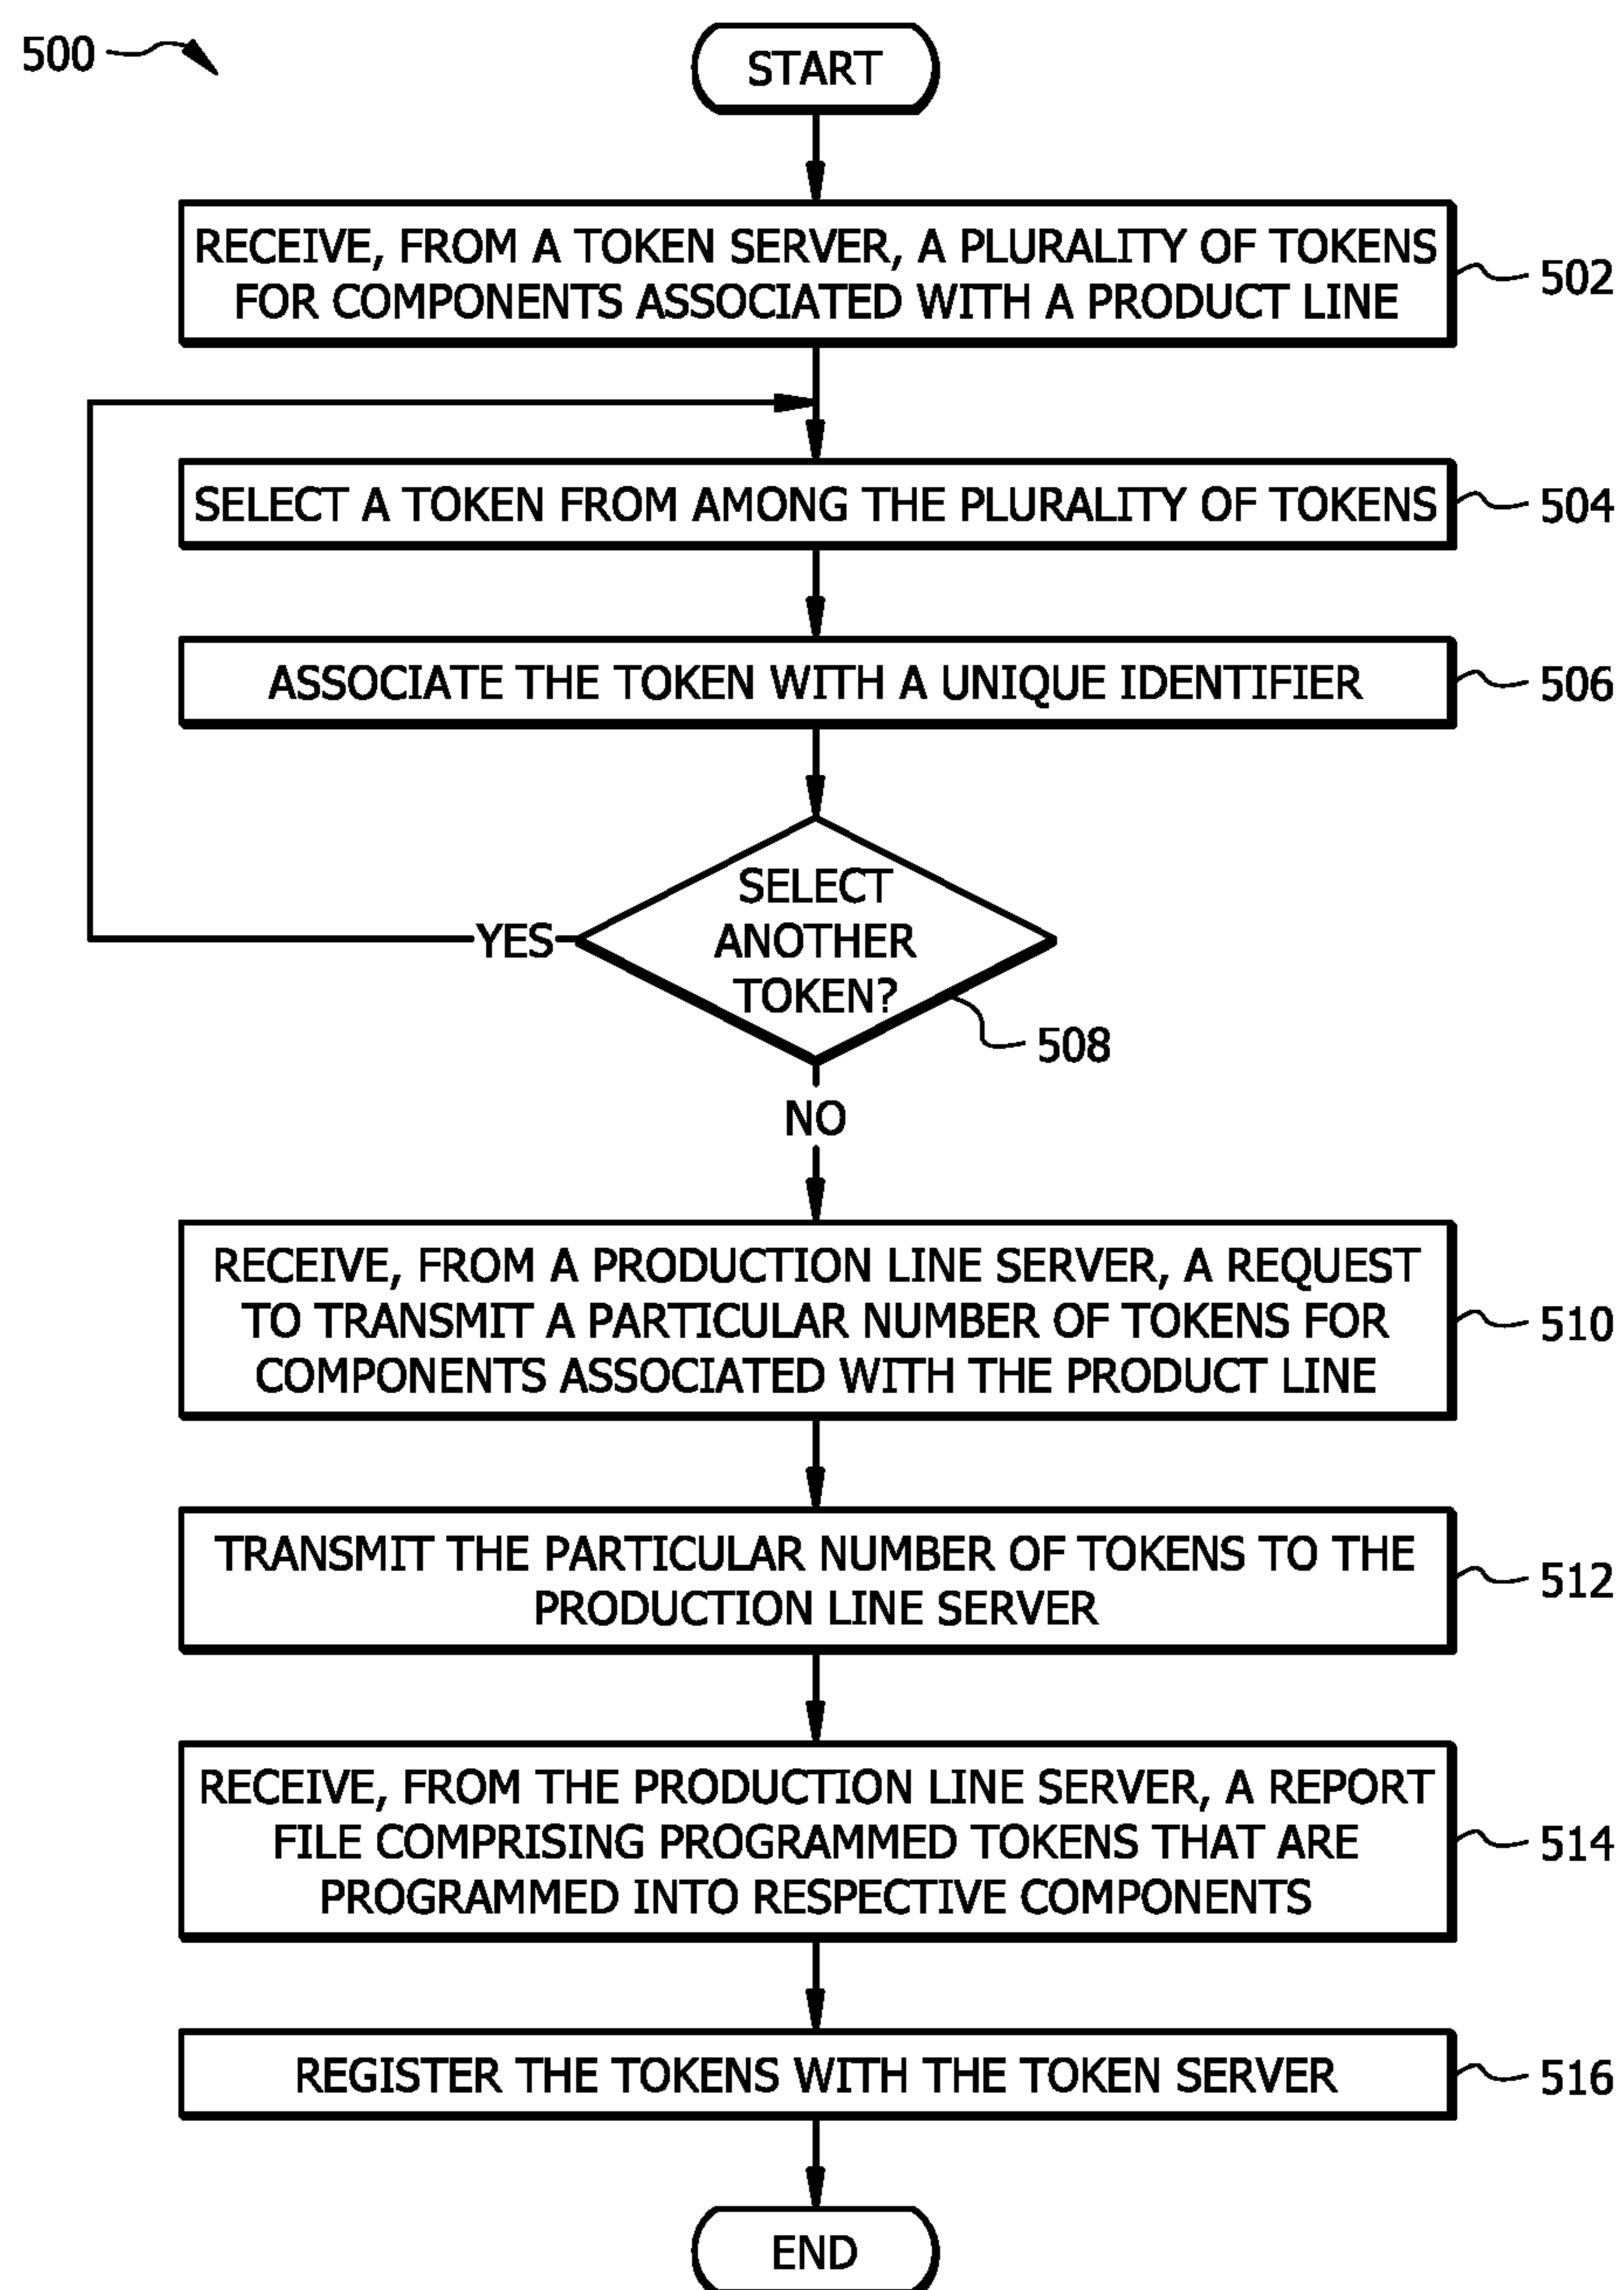 500
START
RECEIVE, FROM A TOKEN SERVER, A PLURALITY OF TOKENS
FOR COMPONENTS ASSOCIATED WITH A PRODUCT LINE
502
SELECT A TOKEN FROM AMONG THE PLURALITY OF TOKENS
504
ASSOCIATE THE TOKEN WITH A UNIQUE IDENTIFIER
506
SELECT
ANOTHER
TOKEN?
YES
508
NO
RECEIVE, FROM A PRODUCTION LINE SERVER, A REQUEST
TO TRANSMIT A PARTICULAR NUMBER OF TOKENS FOR
COMPONENTS ASSOCIATED WITH THE PRODUCT LINE
510
TRANSMIT THE PARTICULAR NUMBER OF TOKENS TO THE
PRODUCTION LINE SERVER
512
RECEIVE, FROM THE PRODUCTION LINE SERVER, A REPORT
FILE COMPRISING PROGRAMMED TOKENS THAT ARE
PROGRAMMED INTO RESPECTIVE COMPONENTS
514
REGISTER THE TOKENS WITH THE TOKEN SERVER
516
END